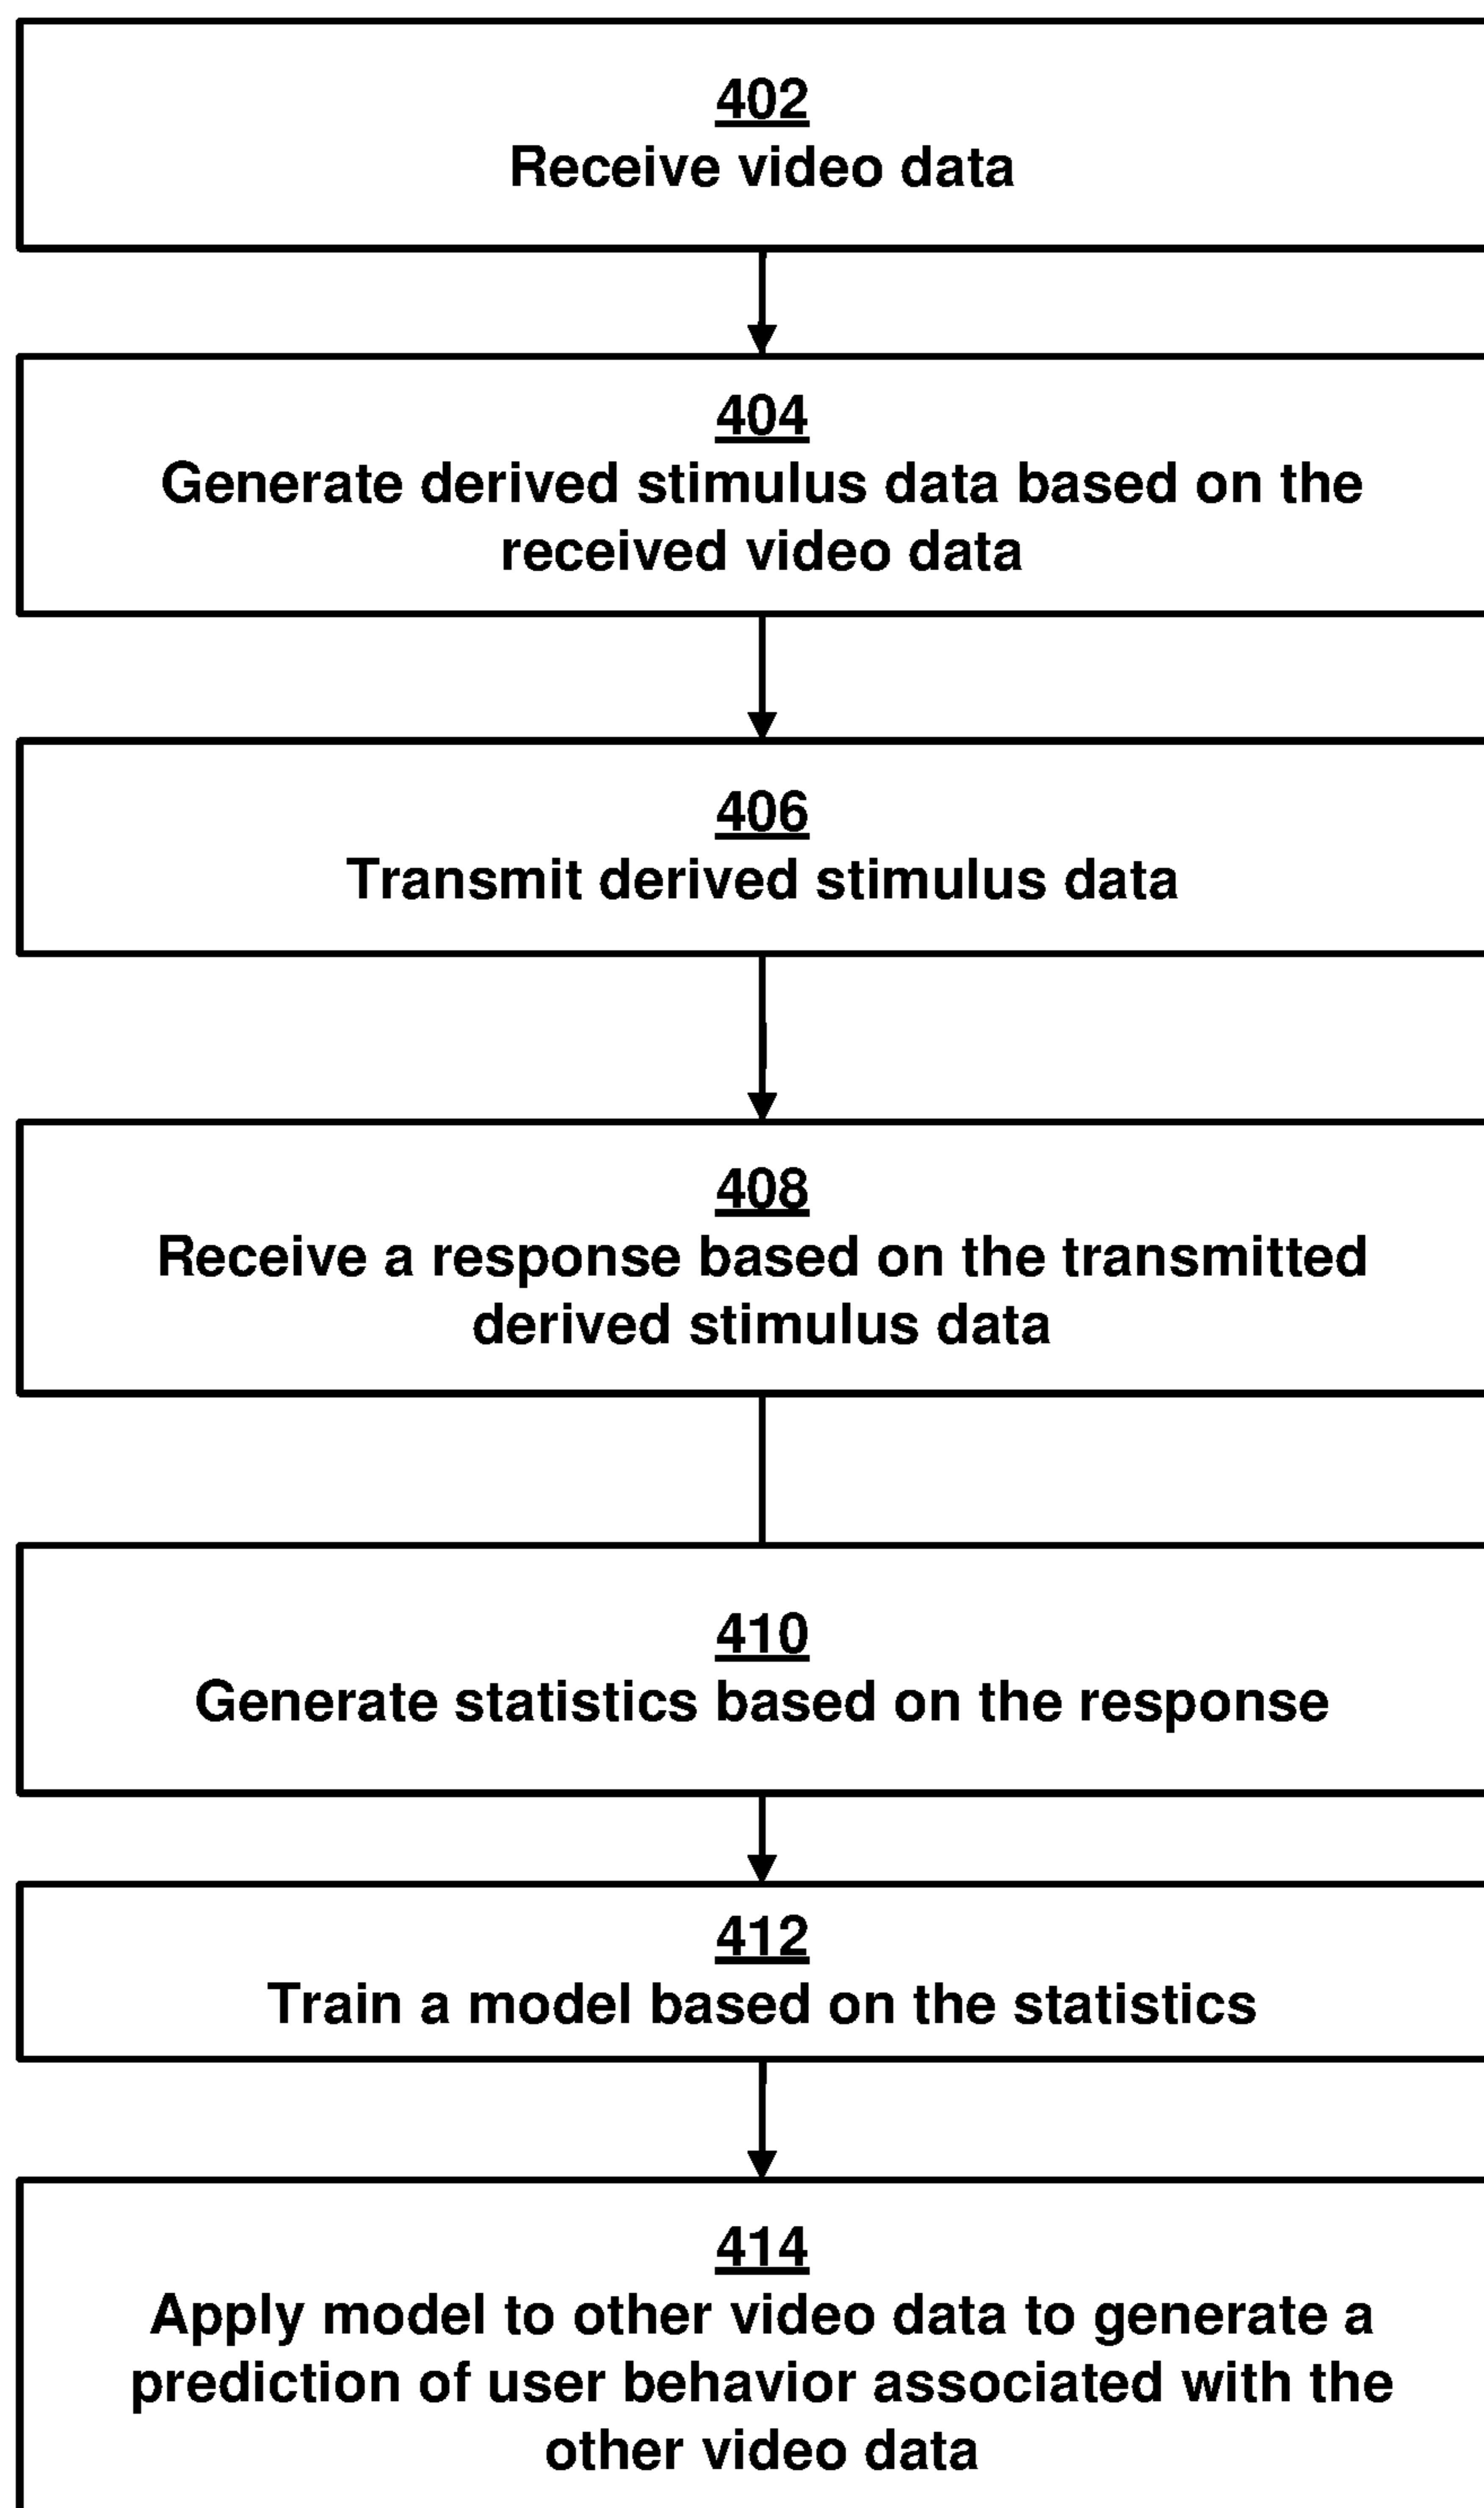 402
Receive video data
404
Generate derived stimulus data based on the
received video data
406
Transmit derived stimulus data
408
Receive a response based on the transmitted
derived stimulus data
410
Generate statistics based on the response
412
Train a model based on the statistics
414
Apply model to other video data to generate a
prediction of user behavior associated with the
other video data